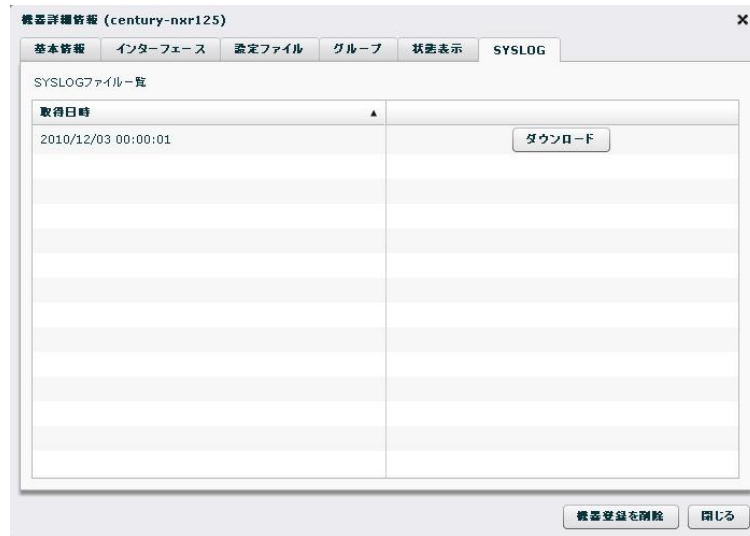 機器詳細情報 (century-nxr125)
基本情報 インターフェース 設定ファイル グループ 状態表示 SYSLOG
SYSLOGファイル一覧
取得日時 ▲
2010/12/03 00:00:01 ダウンロード
機器登録を削除 閉じる